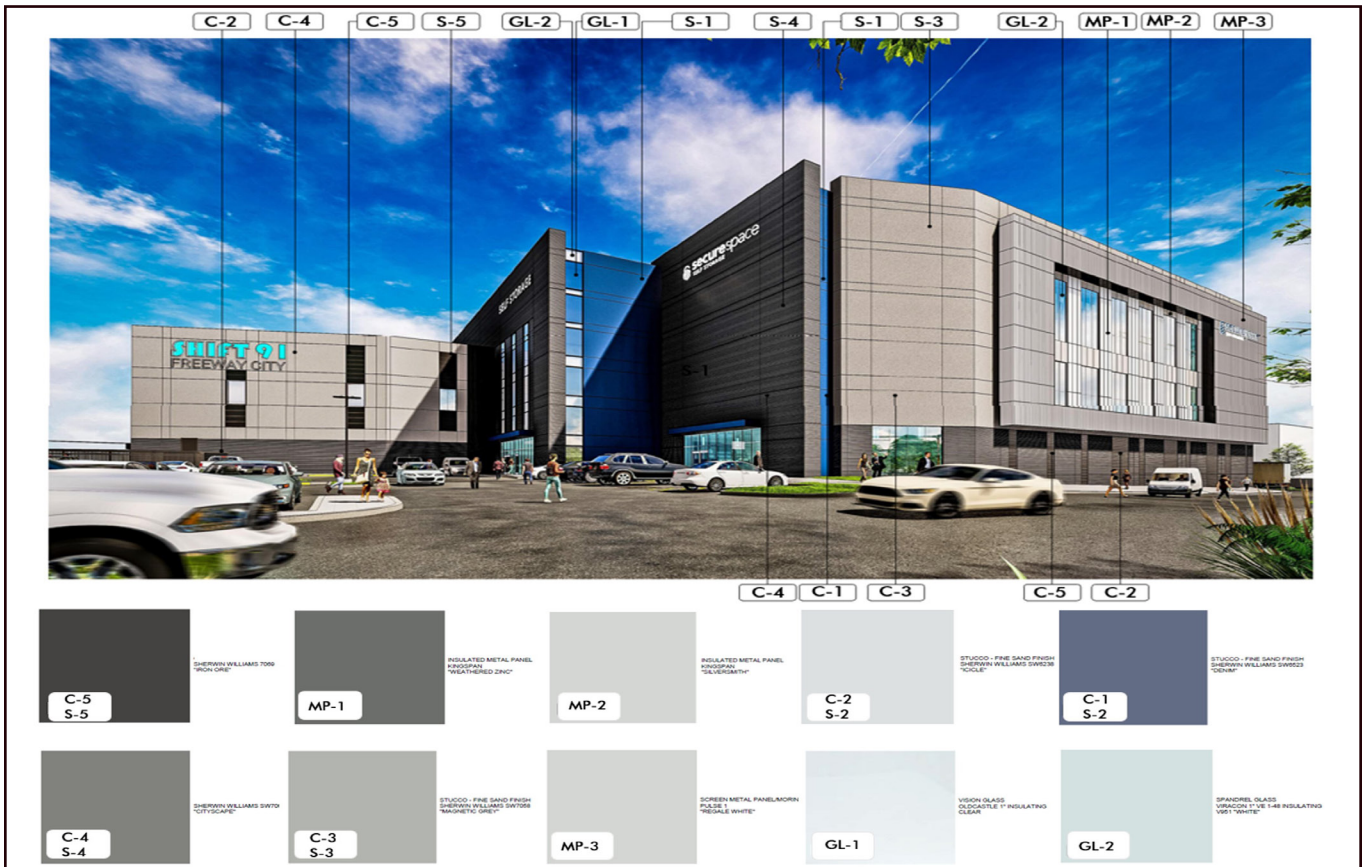 C-2 C-4 C-5 S-5 GL-2 GL-1 S-1 S-4 S-1 S-3 GL-2 MP-1 MP-2 MP-3
SELF STORAGE
securespace
SELF STORAGE
SHIFT 91
FREEWAY CITY
S-1
C-4 C-1 C-3 C-5 C-2
C-5
S-5
SHERWIN WILLIAMS 7069
"IRON ORE"
MP-1
INSULATED METAL PANEL
KINGSPAN
"WEATHERED ZINC"
MP-2
INSULATED METAL PANEL
KINGSPAN
"SILVERSMITH"
C-2
S-2
STUCCO - FINE SAND FINISH
SHERWIN WILLIAMS SW6238
"ICICLE"
C-1
S-2
STUCCO - FINE SAND FINISH
SHERWIN WILLIAMS SW6523
"DENIM"
C-4
S-4
SHERWIN WILLIAMS SW70
"CITYSCAPE"
C-3
S-3
STUCCO - FINE SAND FINISH
SHERWIN WILLIAMS SW7058
"MAGNETIC GREY"
MP-3
SCREEN METAL PANEL/MORIN
PULSE 1
"REGALE WHITE"
GL-1
VISION GLASS
OLDCASTLE 1" INSULATING
CLEAR
GL-2
SPANDREL GLASS
VIRACON 1" VE 1-48 INSULATING
V951 "WHITE"